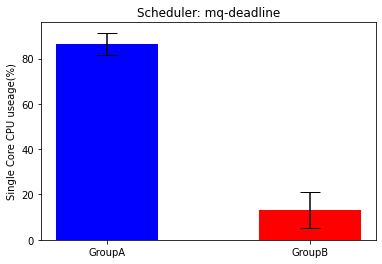 Scheduler: mq-deadline
Single Core CPU useage(%)
80
60
40
20
0
GroupA
GroupB